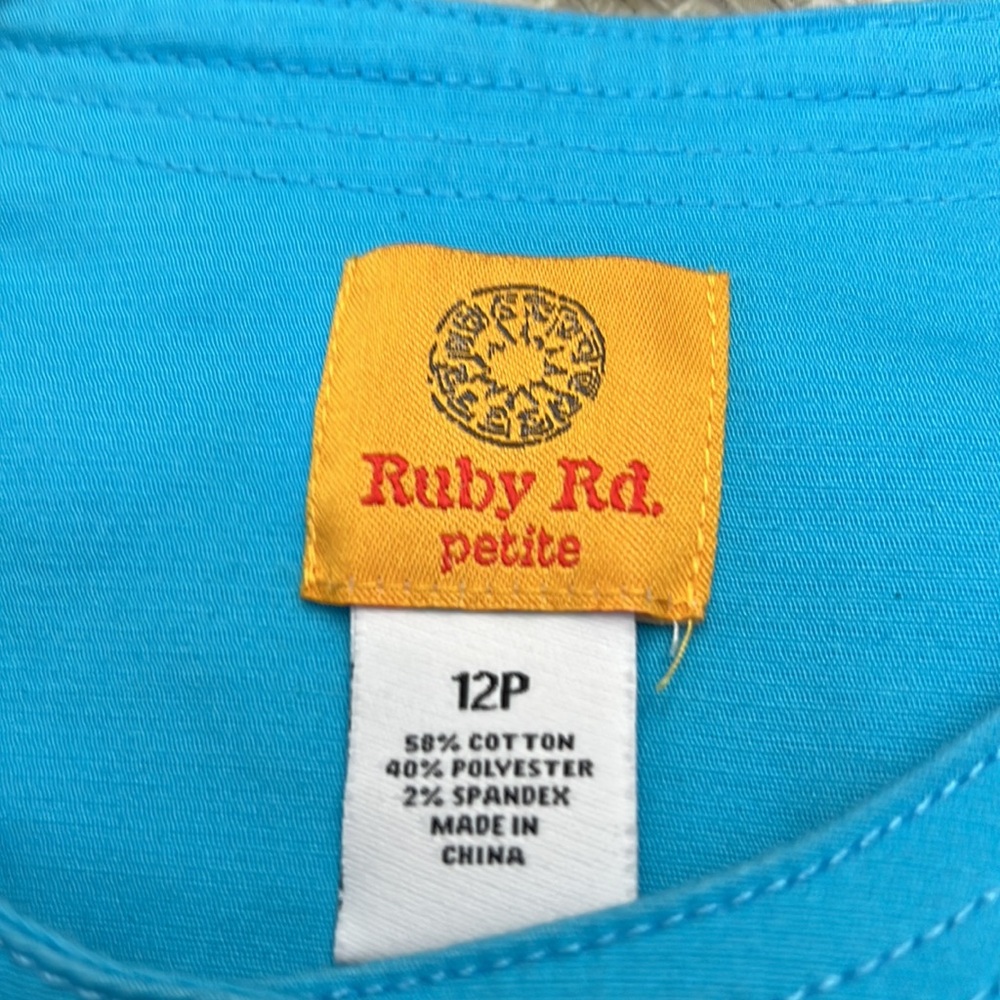 Ruby Rd.
petite
12P
58% COTTON
40% POLYESTER
2% SPANDEX
MADE IN
CHINA